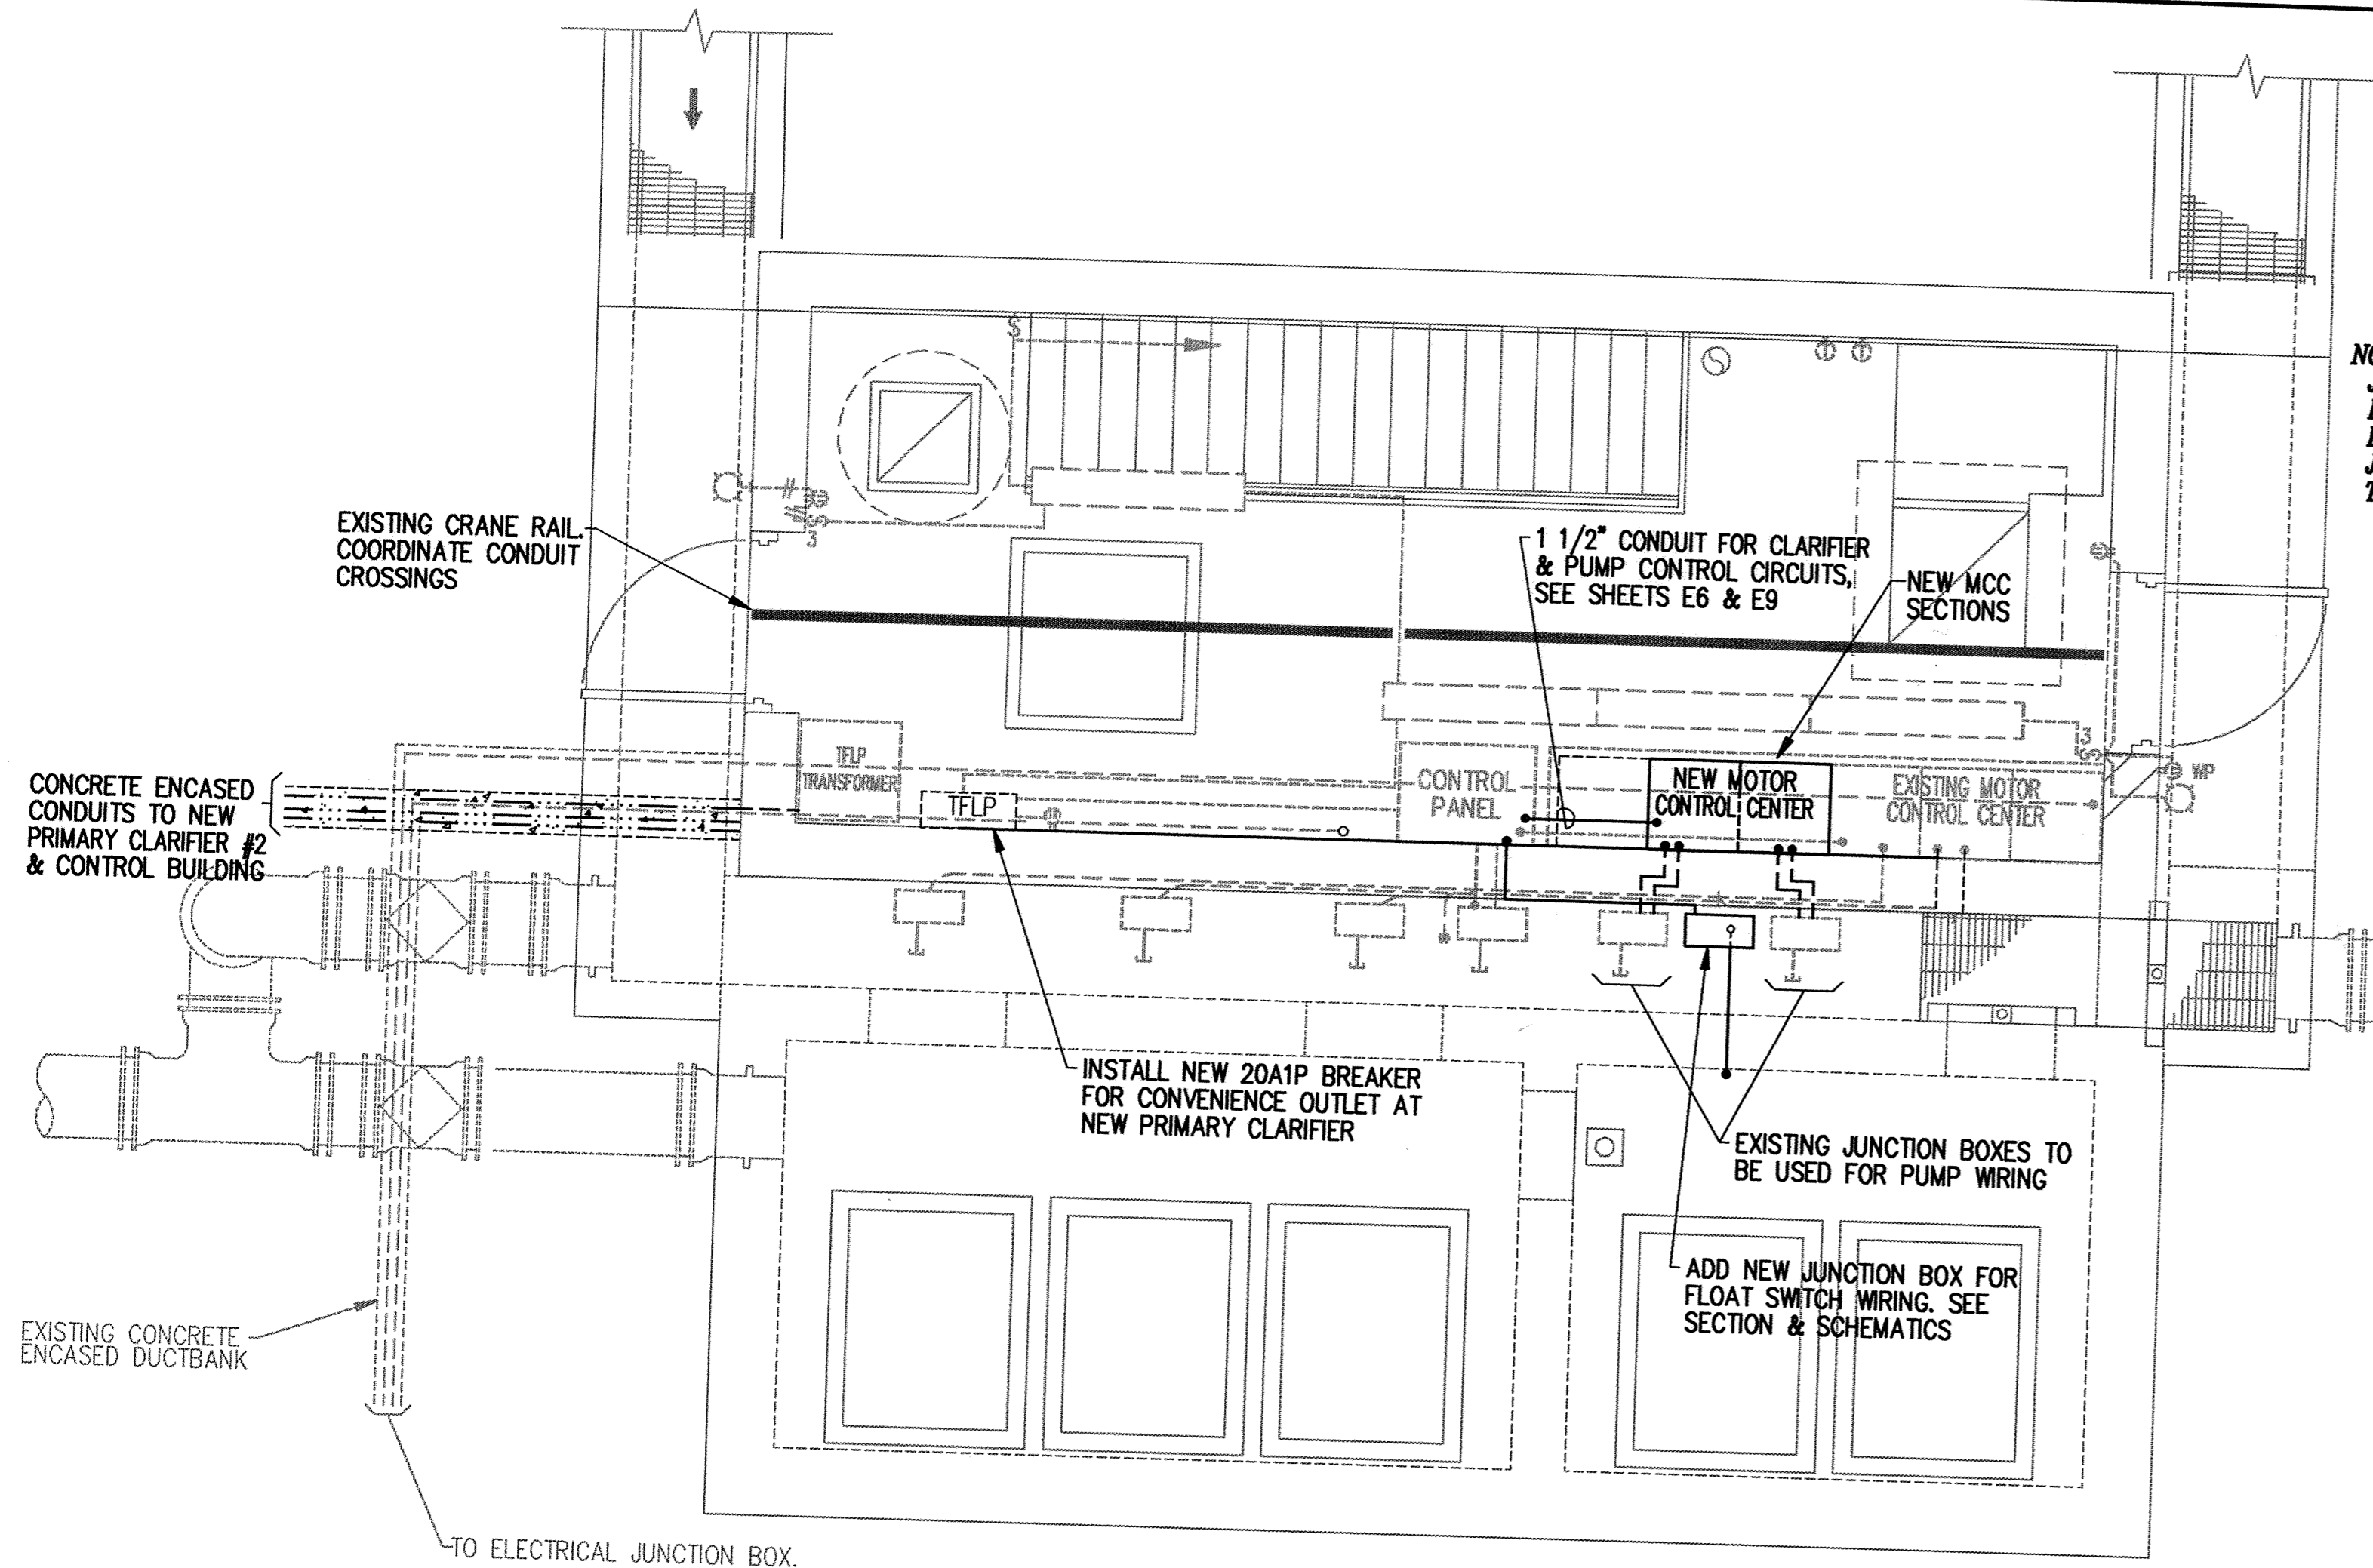 EXISTING CRANE RAIL.
COORDINATE CONDUIT
CROSSINGS
1 1/2" CONDUIT FOR CLARIFIER
& PUMP CONTROL CIRCUITS,
SEE SHEETS E6 & E9
NEW MCC
SECTIONS
S
3
S
3
S
WP
TFLP
TRANSFORMER
TFLP
CONTROL
PANEL
NEW MOTOR
CONTROL CENTER
EXISTING MOTOR
CONTROL CENTER
CONCRETE ENCASED
CONDUITS TO NEW
PRIMARY CLARIFIER #2
& CONTROL BUILDING
INSTALL NEW 20A1P BREAKER
FOR CONVENIENCE OUTLET AT
NEW PRIMARY CLARIFIER
EXISTING JUNCTION BOXES TO
BE USED FOR PUMP WIRING
ADD NEW JUNCTION BOX FOR
FLOAT SWITCH WIRING. SEE
SECTION & SCHEMATICS
EXISTING CONCRETE
ENCASED DUCTBANK
TO ELECTRICAL JUNCTION BOX.